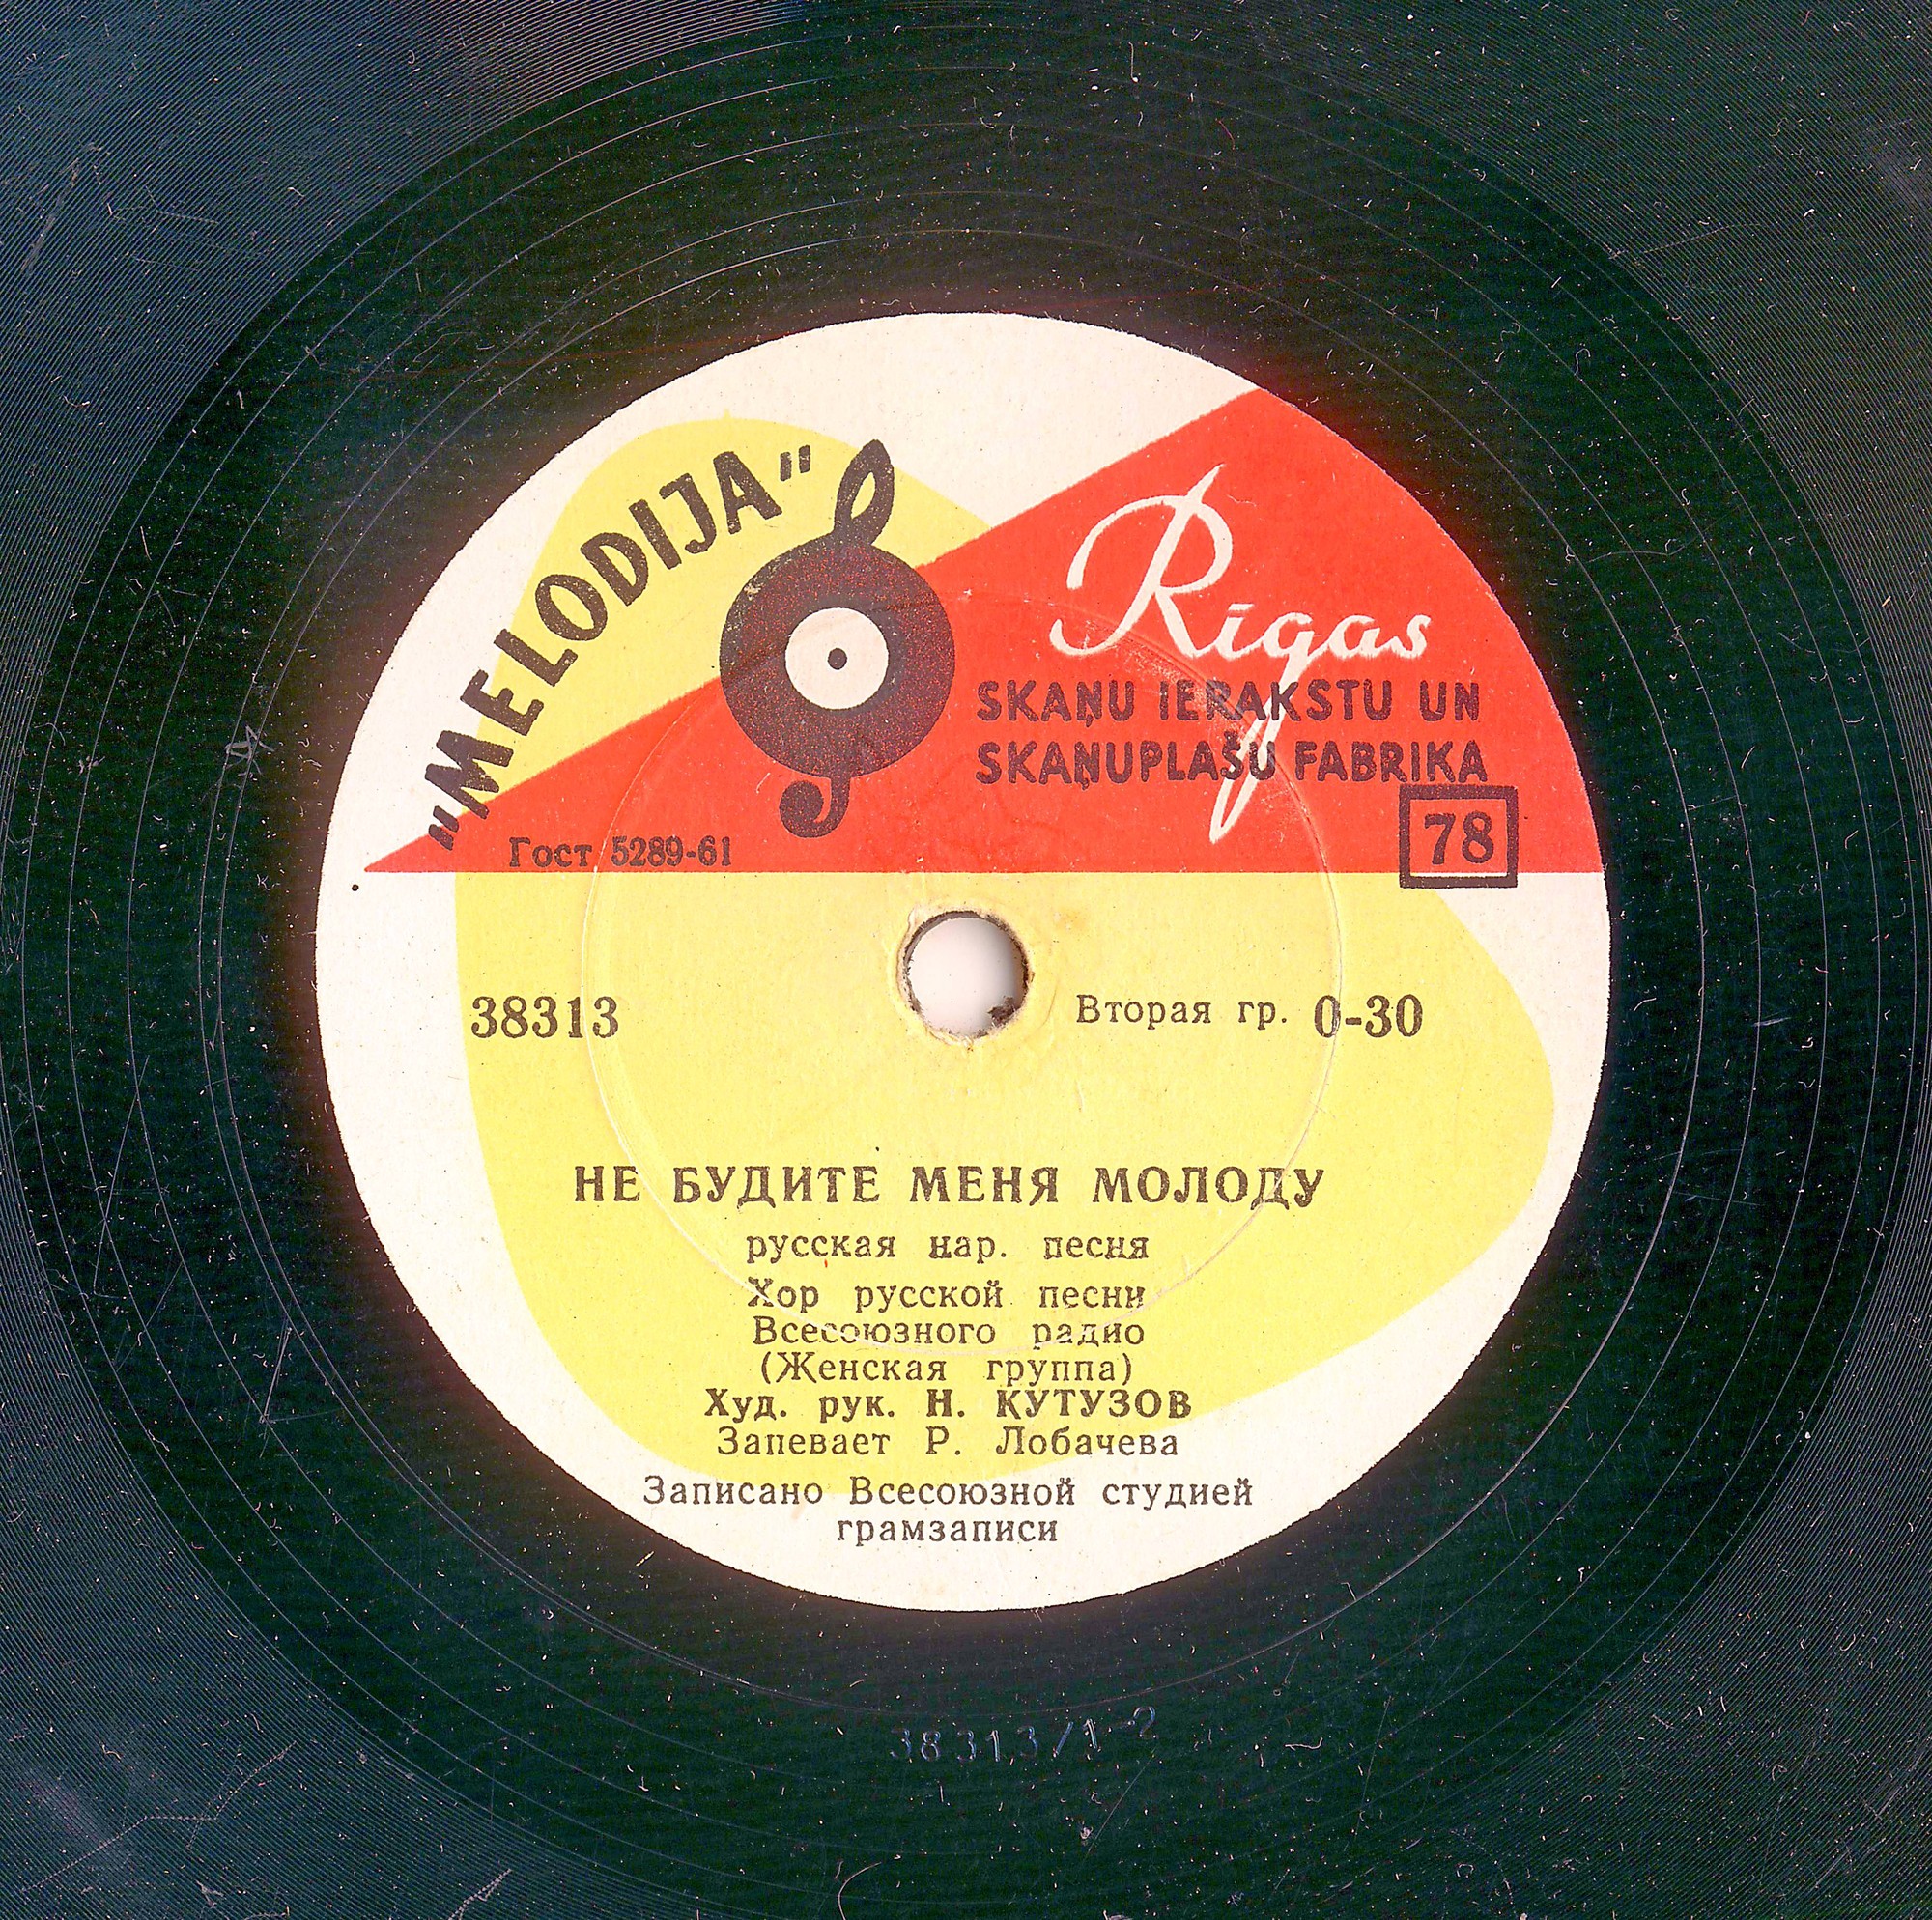 „MELODIJA“
Rīgas
SKAŅU IERAKSTU UN
SKAŅUPLAŠU FABRIKA
78
Гост 5289-61
38313
Вторая гр. 0-30
НЕ БУДИТЕ МЕНЯ МОЛОДУ
русская нар. песня
Хор русской песни
Всесоюзного радио
(Женская группа)
Худ. рук. Н. КУТУЗОВ
Запевает Р. Лобачева
Записано Всесоюзной студией
грамзаписи
38313/1-2